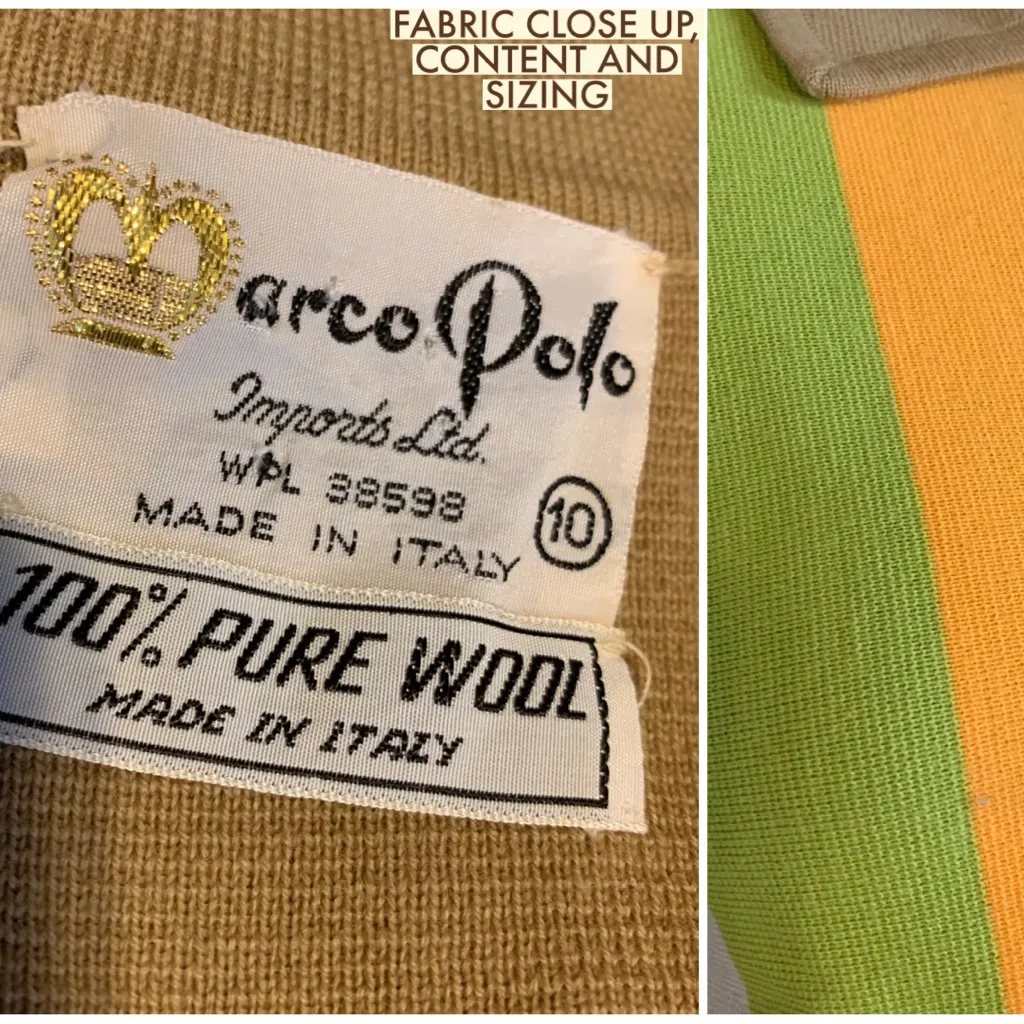 FABRIC CLOSE UP,
CONTENT AND
SIZING
Marco Polo
Imports Ltd.
WPL 38598
MADE IN ITALY
10
100% PURE WOOL
MADE IN ITALY